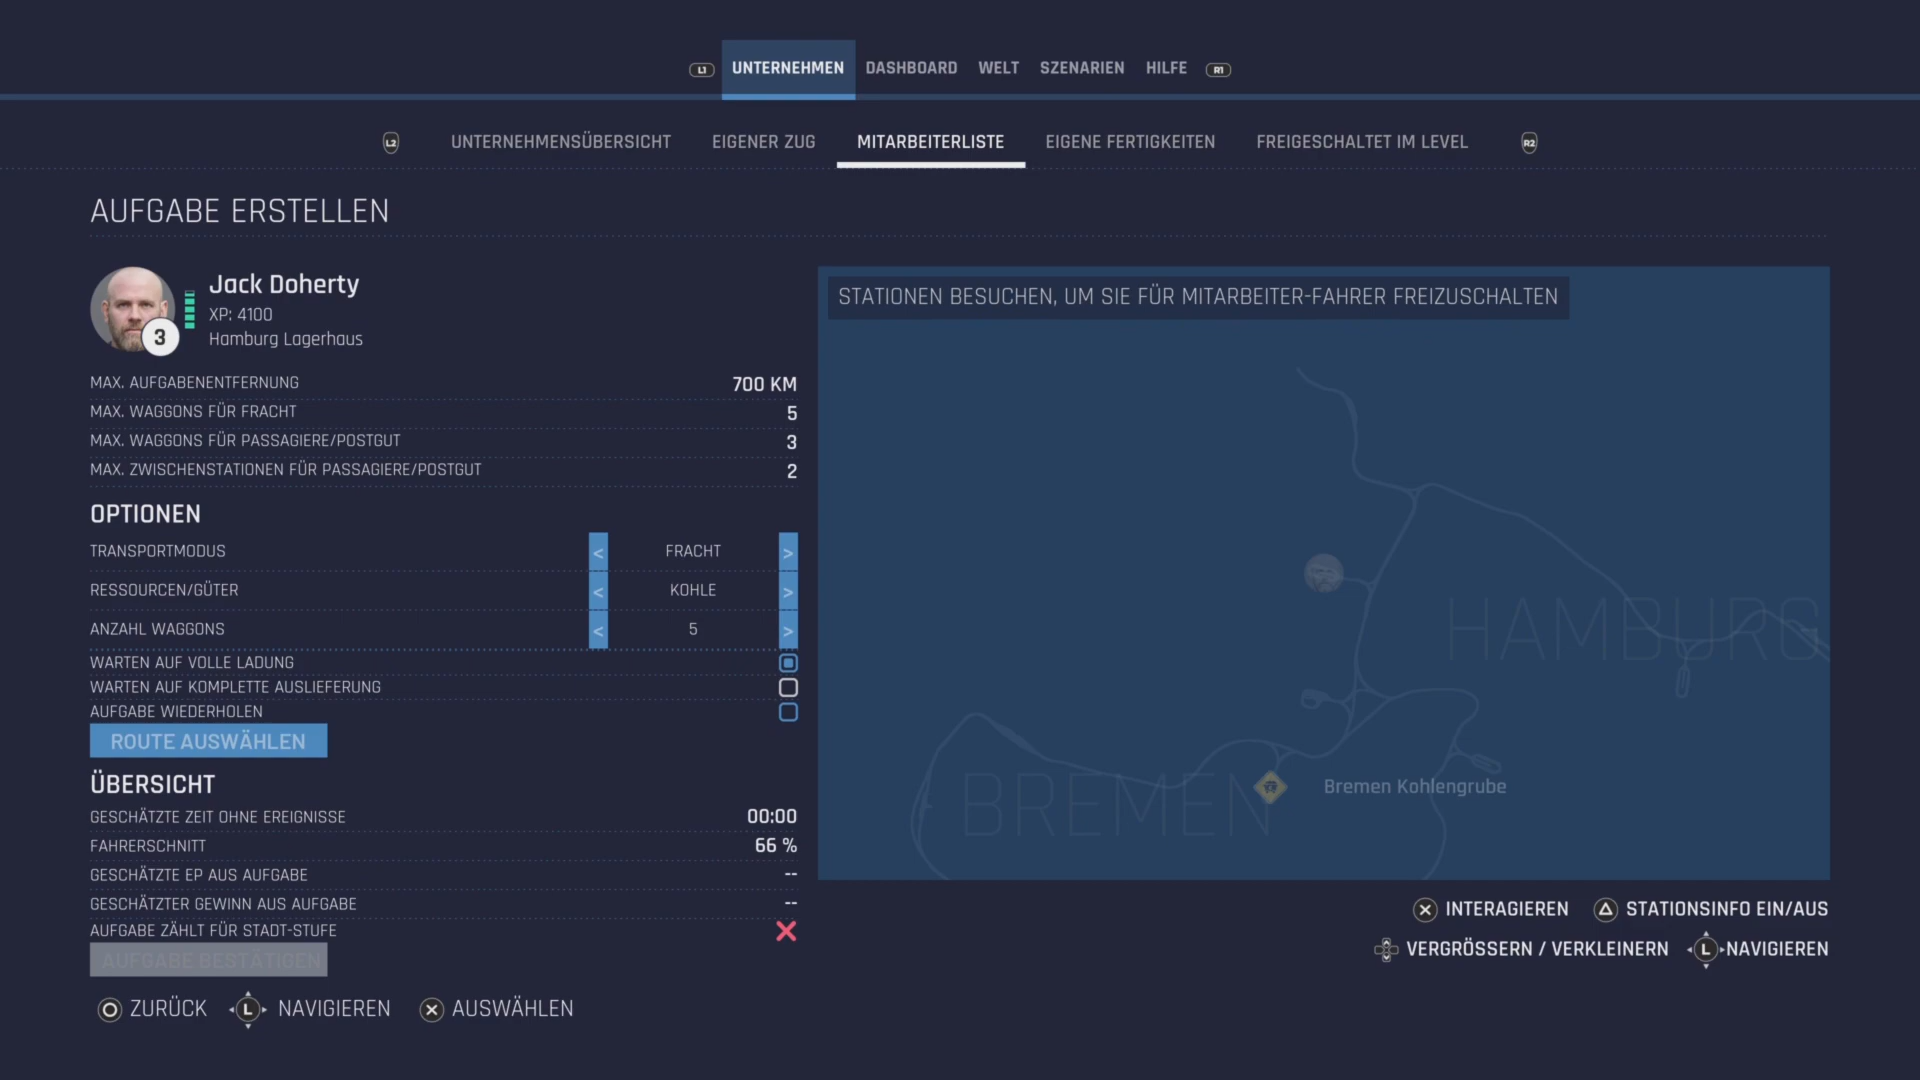 L1 UNTERNEHMEN DASHBOARD WELT SZENARIEN HILFE R1
L2 UNTERNEHMENSÜBERSICHT EIGENER ZUG MITARBEITERLISTE EIGENE FERTIGKEITEN FREIGESCHALTET IM LEVEL R2
AUFGABE ERSTELLEN
Jack Doherty
XP: 4100
3
Hamburg Lagerhaus
MAX. AUFGABENENTFERNUNG 700 KM
MAX. WAGGONS FÜR FRACHT 5
MAX. WAGGONS FÜR PASSAGIERE/POSTGUT 3
MAX. ZWISCHENSTATIONEN FÜR PASSAGIERE/POSTGUT 2
OPTIONEN
TRANSPORTMODUS < FRACHT >
RESSOURCEN/GÜTER < KOHLE >
ANZAHL WAGGONS < 5 >
WARTEN AUF VOLLE LADUNG
WARTEN AUF KOMPLETTE AUSLIEFERUNG
AUFGABE WIEDERHOLEN
ROUTE AUSWÄHLEN
ÜBERSICHT
GESCHÄTZTE ZEIT OHNE EREIGNISSE 00:00
FAHRERSCHNITT 66 %
GESCHÄTZTE EP AUS AUFGABE --
GESCHÄTZTER GEWINN AUS AUFGABE --
AUFGABE ZÄHLT FÜR STADT-STUFE
AUFGABE BESTÄTIGEN
ZURÜCK L NAVIGIEREN AUSWÄHLEN
STATIONEN BESUCHEN, UM SIE FÜR MITARBEITER-FAHRER FREIZUSCHALTEN
HAMBURG
BREMEN
Bremen Kohlengrube
INTERAGIEREN STATIONSINFO EIN/AUS
VERGRÖSSERN / VERKLEINERN L NAVIGIEREN